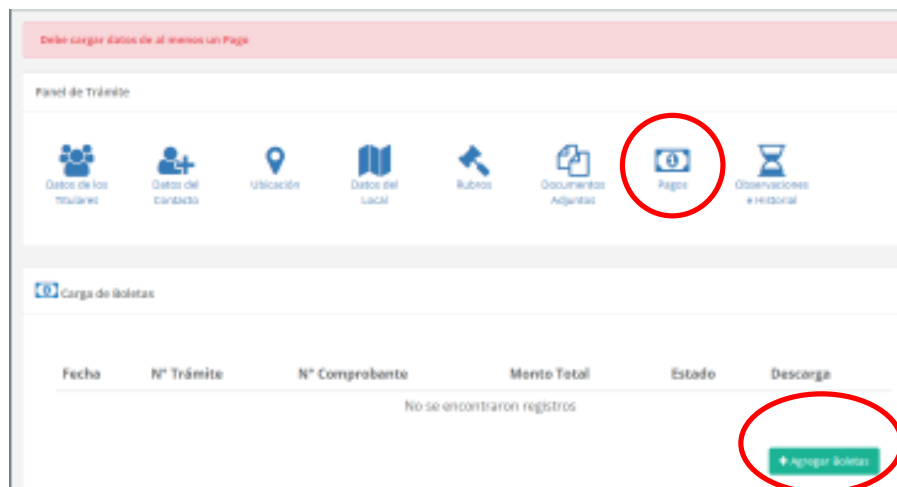 Debe cargar datos de al menos un Pago
Panel de Trámite
Datos de los
Titulares
Datos del
Contacto
Ubicación
Datos del
Local
Rubros
Documentos
Adjuntos
Pagos
Observaciones
e Historial
Carga de Boletas
Fecha N° Trámite N° Comprobante Monto Total Estado Descarga
No se encontraron registros
+ Agregar Boletas